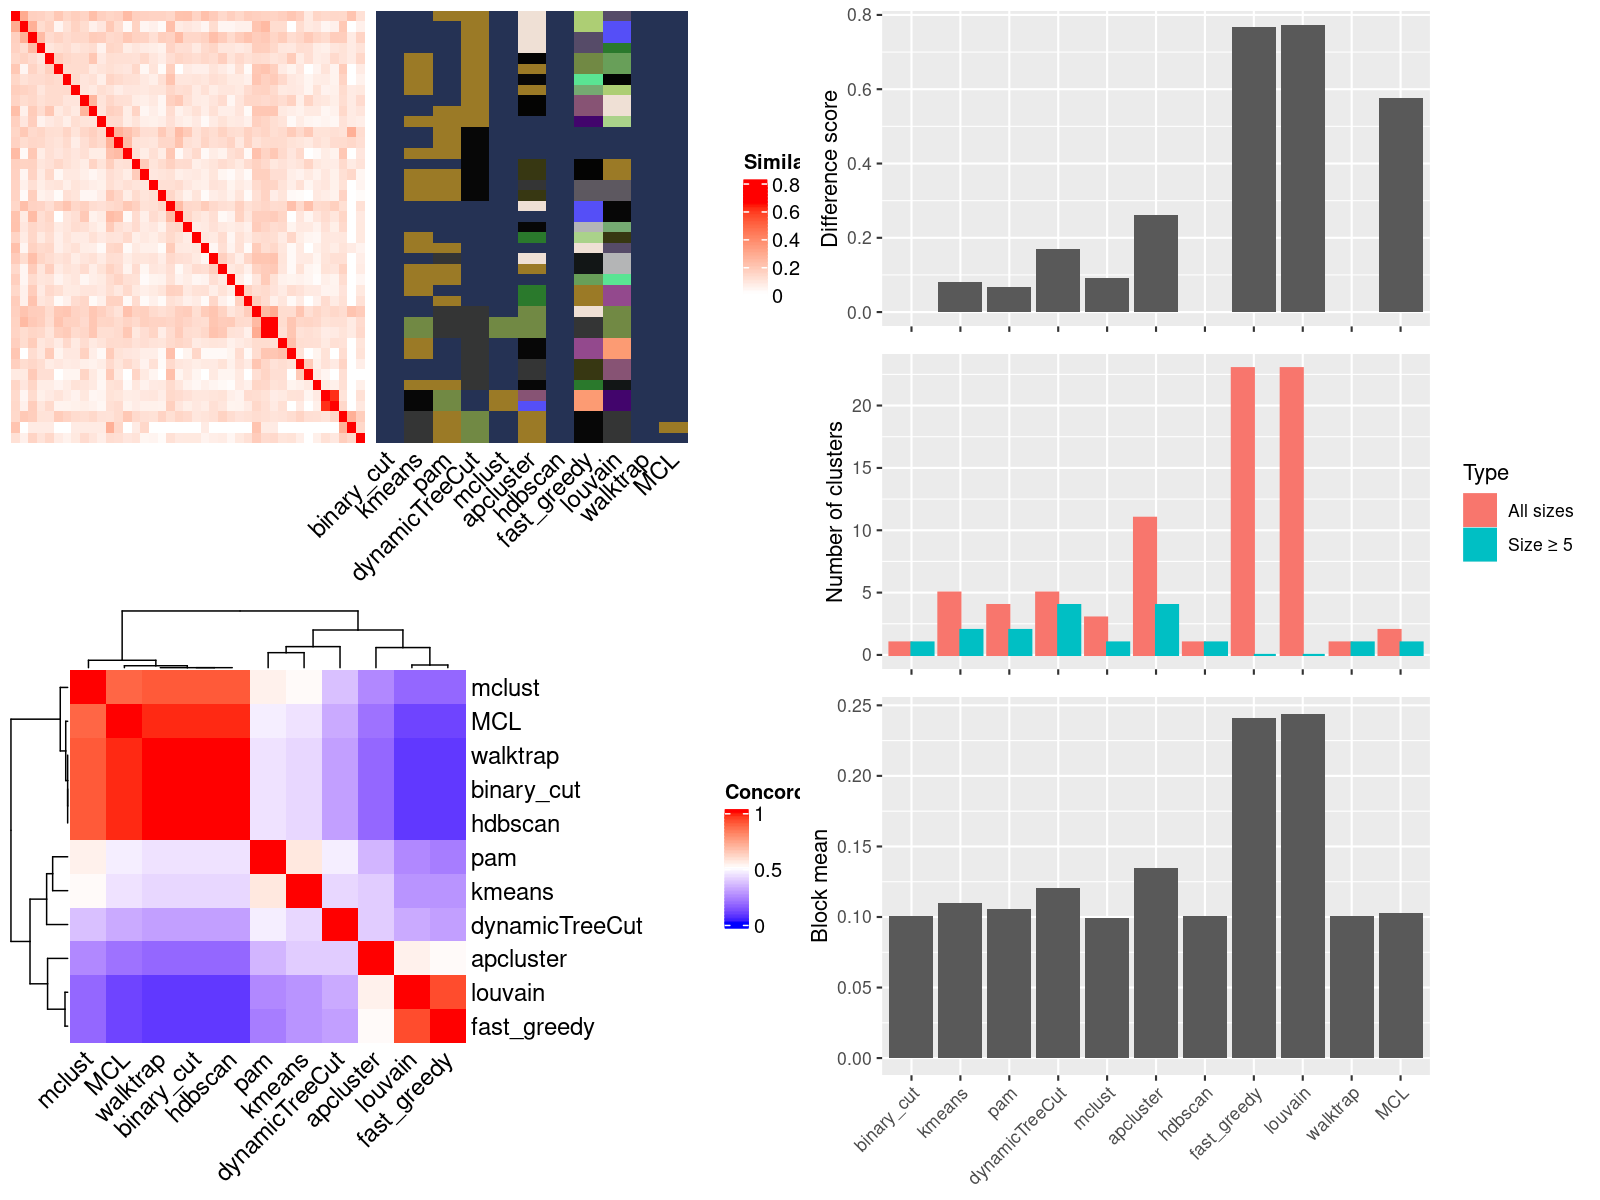 Simila
0.8
0.6
0.4
0.2
0
binary_cut
kmeans
pam
dynamicTreeCut
mclust
apcluster
hdbscan
fast_greedy
louvain
walktrap
MCL
mclust
MCL
walktrap
binary_cut
hdbscan
pam
kmeans
dynamicTreeCut
apcluster
louvain
fast_greedy
mclust
MCL
walktrap
binary_cut
hdbscan
pam
kmeans
dynamicTreeCut
apcluster
louvain
fast_greedy
Concord
1
0.5
0
Difference score
0.8
0.6
0.4
0.2
0.0
Number of clusters
20
15
10
5
0
Type
All sizes
Size ≥ 5
Block mean
0.25
0.20
0.15
0.10
0.05
0.00
binary_cut
kmeans
pam
dynamicTreeCut
mclust
apcluster
hdbscan
fast_greedy
louvain
walktrap
MCL